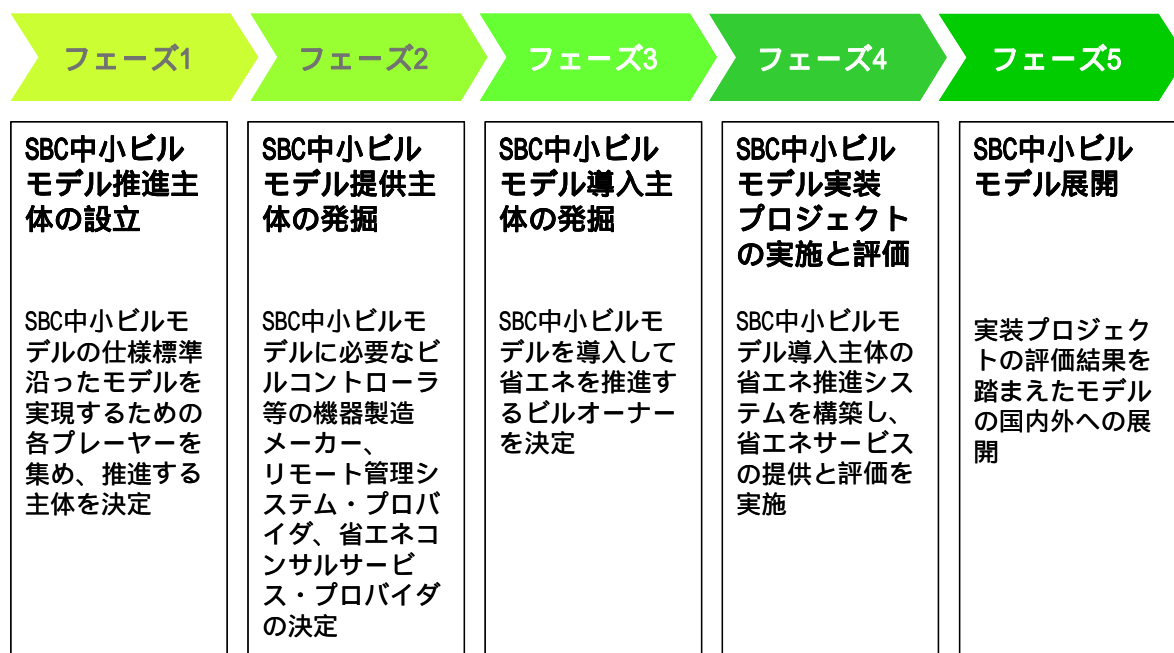 フェーズ1
フェーズ2
フェーズ3
フェーズ4
フェーズ5
SBC中小ビル
モデル推進主
体の設立
SBC中小ビルモ
デルの仕様標準
沿ったモデルを
実現するための
各プレーヤーを
集め、推進する
主体を決定
SBC中小ビル
モデル提供主
体の発掘
SBC中小ビルモ
デルに必要なビ
ルコントローラ
等の機器製造
メーカー、
リモート管理シ
ステム・プロバ
イダ、省エネコ
ンサルサービ
ス・プロバイダ
の決定
SBC中小ビル
モデル導入主
体の発掘
SBC中小ビルモ
デルを導入して
省エネを推進す
るビルオーナー
を決定
SBC中小ビル
モデル実装
プロジェクト
の実施と評価
SBC中小ビルモ
デル導入主体の
省エネ推進シス
テムを構築し、
省エネサービス
の提供と評価を
実施
SBC中小ビル
モデル展開
実装プロジェク
トの評価結果を
踏まえたモデル
の国内外への展
開